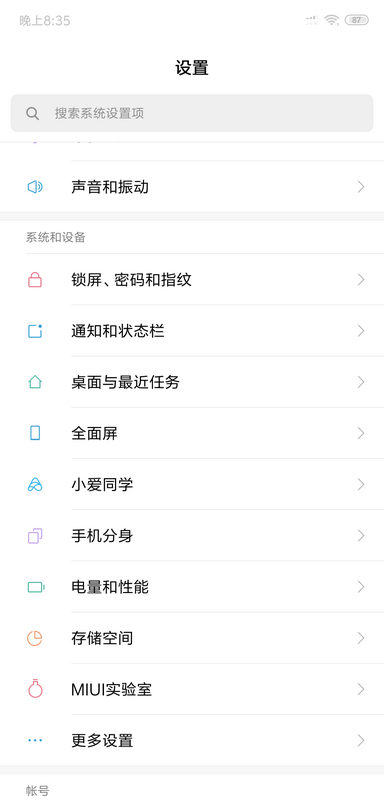 晚上8:35
87
设置
搜索系统设置项
声音和振动
系统和设备
锁屏、密码和指纹
通知和状态栏
桌面与最近任务
全面屏
小爱同学
手机分身
电量和性能
存储空间
MIUI实验室
更多设置
帐号